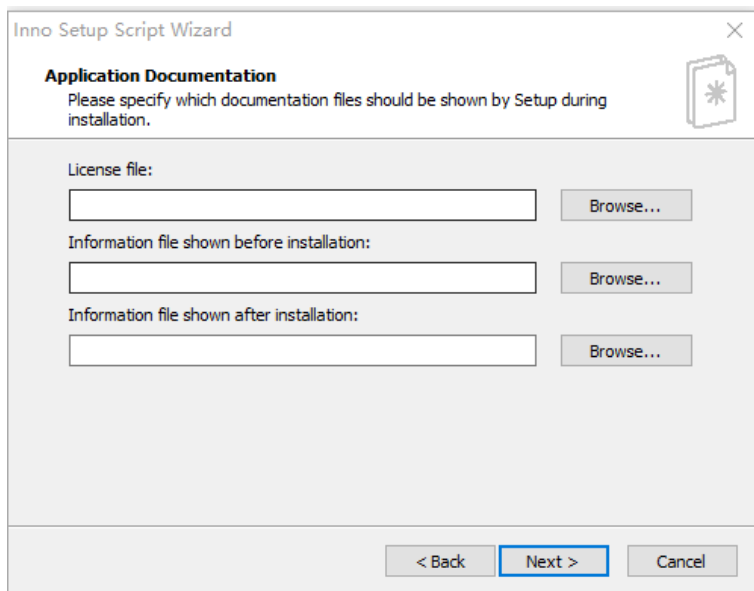 Inno Setup Script Wizard
Application Documentation
Please specify which documentation files should be shown by Setup during
installation.
License file:
Browse...
Information file shown before installation:
Browse...
Information file shown after installation:
Browse...
< Back
Next >
Cancel